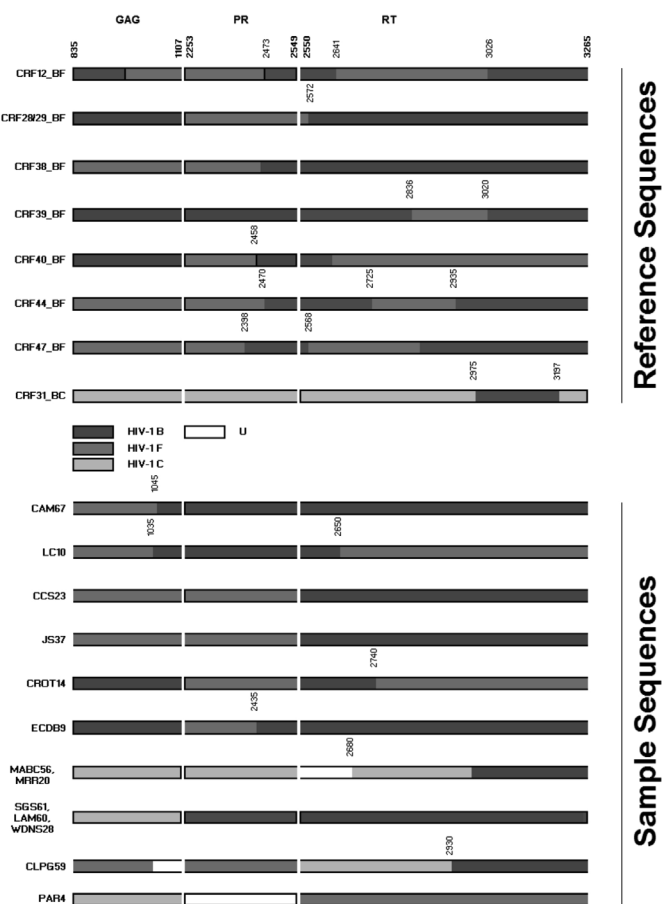 GAG PR RT
835 1107 2253 2473 2549 2550 2641 3026 3265
CRF12_BF
2572
CRF28/29_BF
CRF38_BF
2836 3020
CRF39_BF
2458
CRF40_BF
2470 2725 2935
CRF44_BF
2398 2568
CRF47_BF
2975 3197
CRF31_BC
Reference Sequences
HIV-1 B U
HIV-1 F
HIV-1 C
1045
CAM67
1035 2650
LC10
CCS23
JS37
2740
CROT14
2435
ECDB9
2680
MABC56,
MRR20
SGS61,
LAM60,
WDNS28
2930
CLPG59
PAR4
Sample Sequences